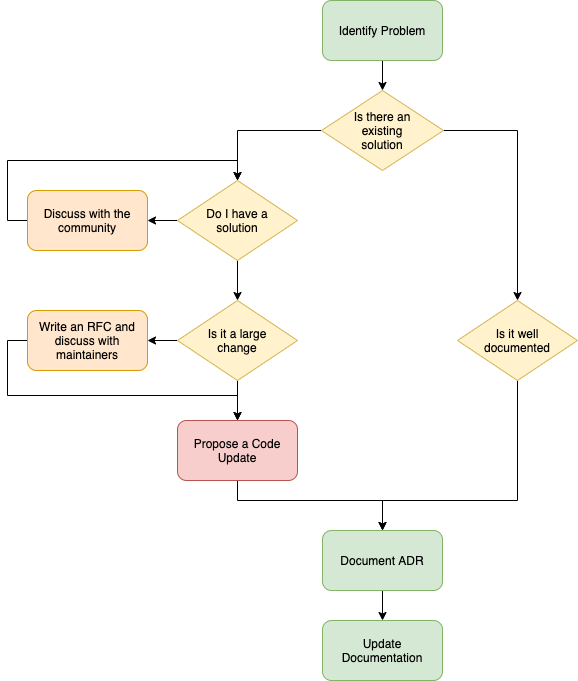 Identify Problem
Is there an
existing
solution
Discuss with the
community
Do I have a
solution
Write an RFC and
discuss with
maintainers
Is it a large
change
Is it well
documented
Propose a Code
Update
Document ADR
Update
Documentation